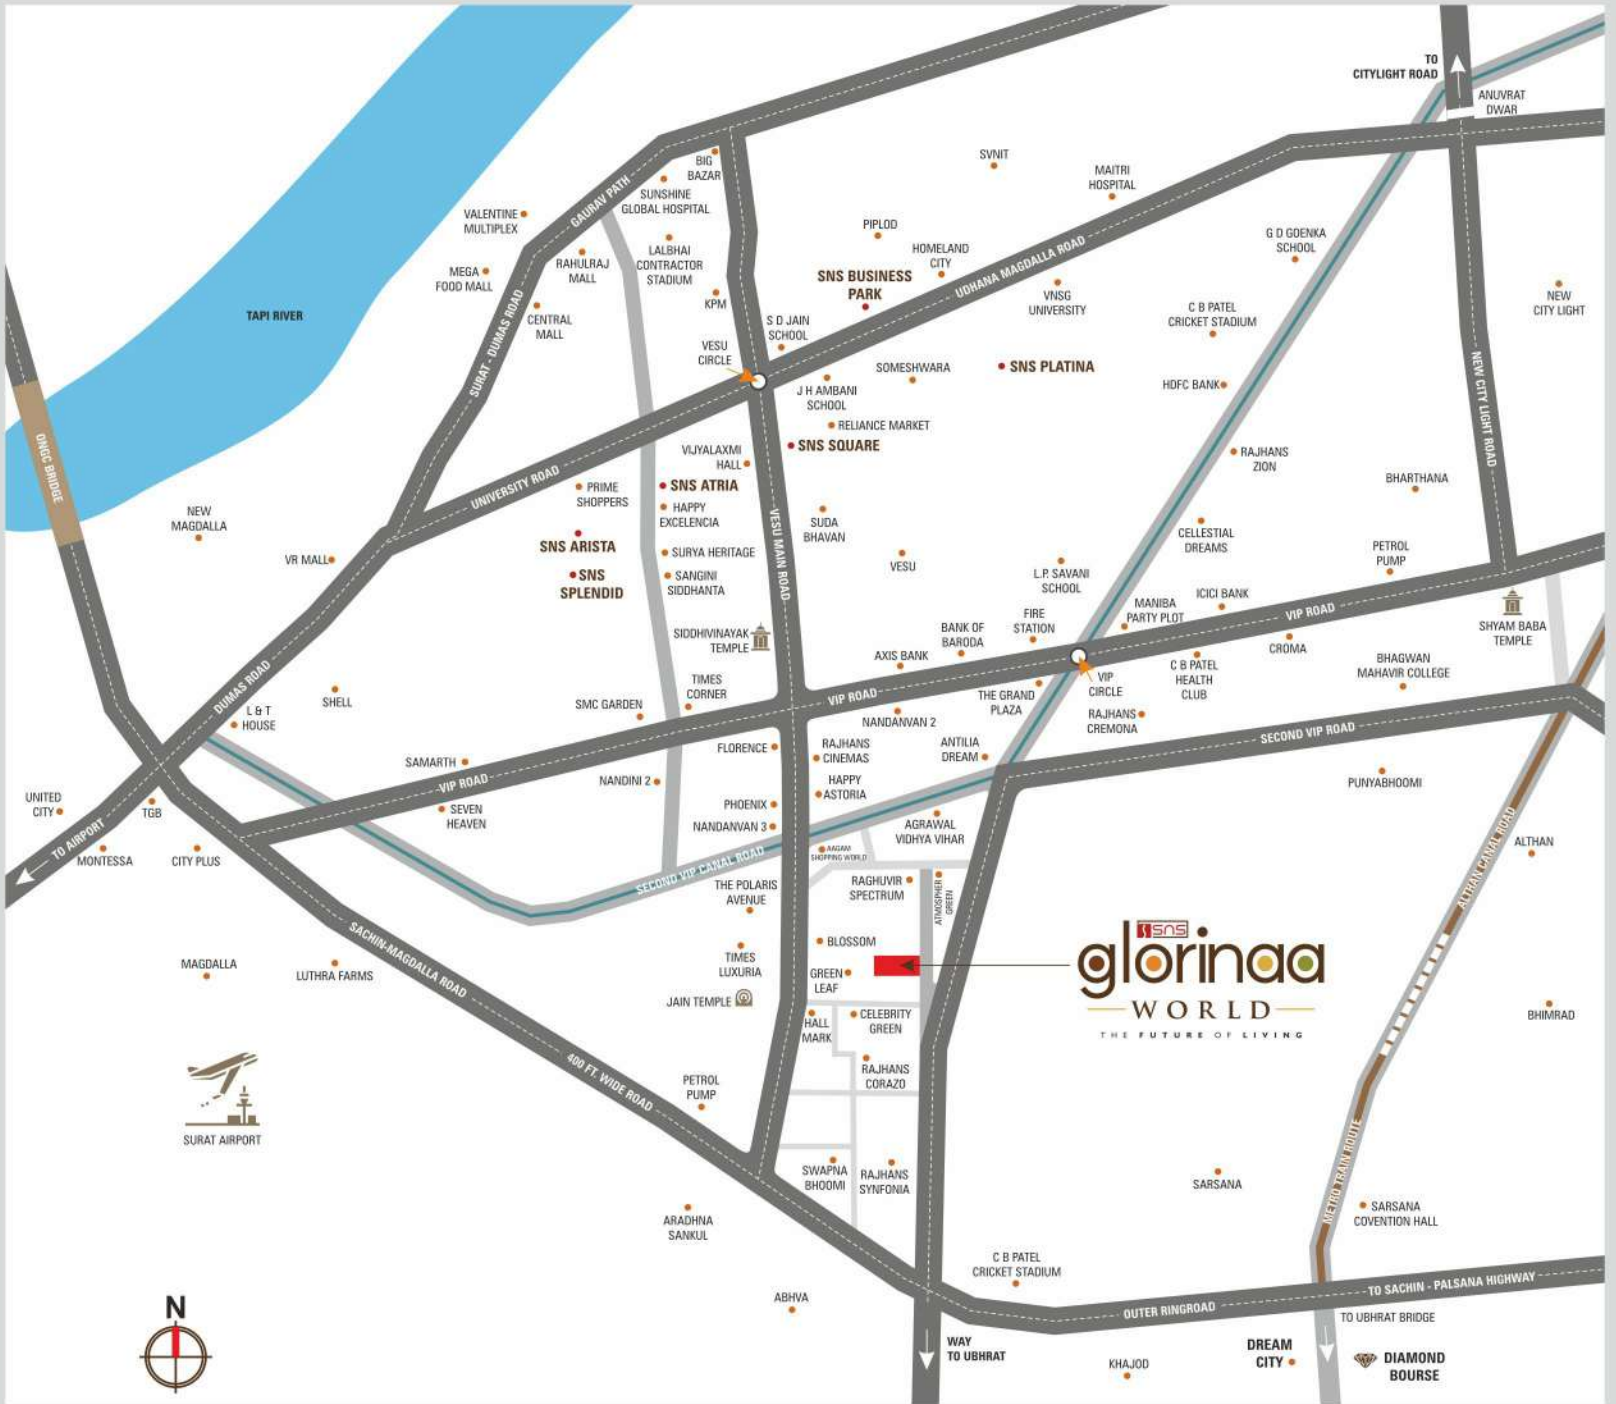 TO
CITYLIGHT ROAD
ANUVRAT
DWAR
BIG
BAZAR
SVNIT
MAITRI
HOSPITAL
GAURAV PATH
SUNSHINE
GLOBAL HOSPITAL
VALENTINE
MULTIPLEX
PIPLOD
G D GOENKA
SCHOOL
LALBHAI
CONTRACTOR
STADIUM
RAHULRAJ
MALL
HOMELAND
CITY
UDHANA MAGDALLA ROAD
MEGA
FOOD MALL
SNS BUSINESS
PARK
KPM
VNSG
UNIVERSITY
NEW
CITY LIGHT
TAPI RIVER
CENTRAL
MALL
S D JAIN
SCHOOL
C B PATEL
CRICKET STADIUM
SURAT - DUMAS ROAD
VESU
CIRCLE
SOMESHWARA
SNS PLATINA
J H AMBANI
SCHOOL
HDFC BANK
NEW CITY LIGHT ROAD
RELIANCE MARKET
SNS SQUARE
ONGC BRIDGE
VIJYALAXMI
HALL
RAJHANS
ZION
UNIVERSITY ROAD
PRIME
SHOPPERS
SNS ATRIA
BHARTHANA
HAPPY
EXCELENCIA
NEW
MAGDALLA
SUDA
BHAVAN
VESU MAIN ROAD
CELLESTIAL
DREAMS
SNS ARISTA
SURYA HERITAGE
VR MALL
VESU
PETROL
PUMP
SNS
SPLENDID
SANGINI
SIDDHANTA
L.P. SAVANI
SCHOOL
ICICI BANK
MANIBA
PARTY PLOT
VIP ROAD
FIRE
STATION
SHYAM BABA
TEMPLE
SIDDHIVINAYAK
TEMPLE
BANK OF
BARODA
CROMA
AXIS BANK
C B PATEL
HEALTH
CLUB
BHAGWAN
MAHAVIR COLLEGE
DUMAS ROAD
TIMES
CORNER
VIP ROAD
THE GRAND
PLAZA
VIP
CIRCLE
SHELL
SMC GARDEN
L & T
HOUSE
NANDANVAN 2
RAJHANS
CREMONA
SECOND VIP ROAD
FLORENCE
RAJHANS
CINEMAS
ANTILIA
DREAM
SAMARTH
VIP ROAD
NANDINI 2
HAPPY
ASTORIA
PUNYABHOOMI
UNITED
CITY
TGB
SEVEN
HEAVEN
PHOENIX
NANDANVAN 3
AGRAWAL
VIDHYA VIHAR
TO AIRPORT
ALTHAN
MONTESSA
CITY PLUS
AAGAM
SHOPPING WORLD
SECOND VIP CANAL ROAD
THE POLARIS
AVENUE
RAGHUVIR
SPECTRUM
ATMOSPHER
GREEN
ALTHAN CANAL ROAD
SACHIN-MAGDALLA ROAD
BLOSSOM
sns
glorinaa
WORLD
THE FUTURE OF LIVING
MAGDALLA
LUTHRA FARMS
TIMES
LUXURIA
GREEN
LEAF
JAIN TEMPLE
HALL
MARK
CELEBRITY
GREEN
BHIMRAD
400 FT. WIDE ROAD
RAJHANS
CORAZO
PETROL
PUMP
SURAT AIRPORT
METRO TRAIN ROUTE
SWAPNA
BHOOMI
RAJHANS
SYNFONIA
SARSANA
SARSANA
COVENTION HALL
ARADHNA
SANKUL
C B PATEL
CRICKET STADIUM
ABHVA
OUTER RINGROAD
TO SACHIN - PALSANA HIGHWAY
TO UBHRAT BRIDGE
N
WAY
TO UBHRAT
KHAJOD
DREAM
CITY
DIAMOND
BOURSE